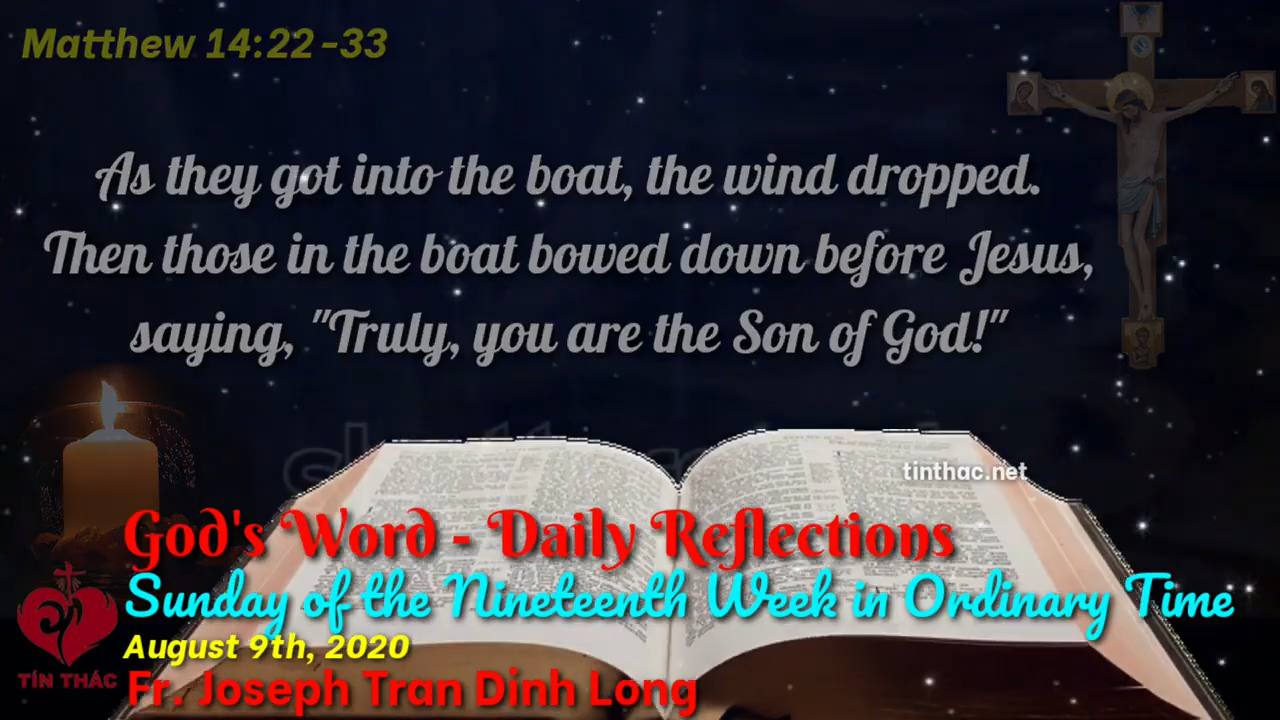 Matthew 14:22 -33
As they got into the boat, the wind dropped.
Then those in the boat bowed down before Jesus,
saying, "Truly, you are the Son of God!"
tinthac.net
God's Word - Daily Reflections
Sunday of the Nineteenth Week in Ordinary Time
August 9th, 2020
TÍN THÁC
Fr. Joseph Tran Dinh Long